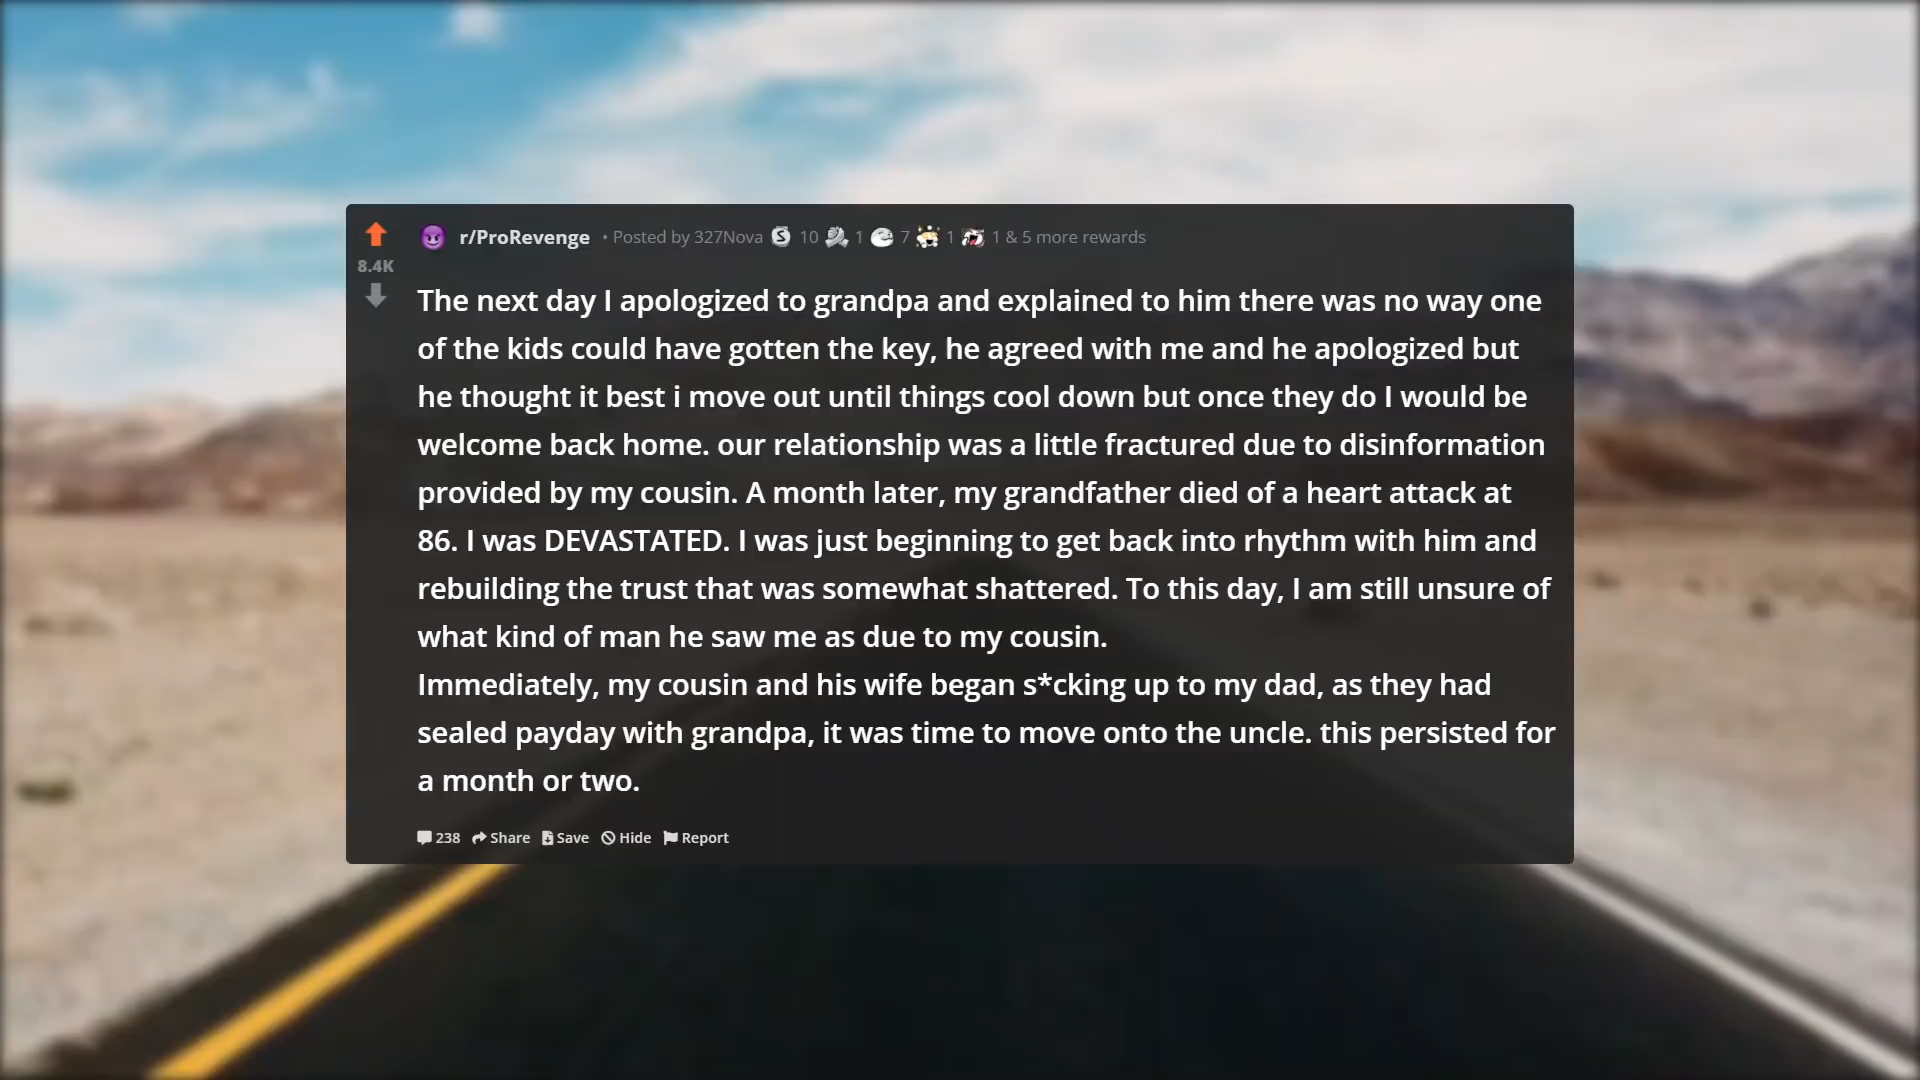 r/ProRevenge • Posted by 327Nova 10 1 7 1 1 & 5 more rewards
8.4K
The next day I apologized to grandpa and explained to him there was no way one
of the kids could have gotten the key, he agreed with me and he apologized but
he thought it best i move out until things cool down but once they do I would be
welcome back home. our relationship was a little fractured due to disinformation
provided by my cousin. A month later, my grandfather died of a heart attack at
86. I was DEVASTATED. I was just beginning to get back into rhythm with him and
rebuilding the trust that was somewhat shattered. To this day, I am still unsure of
what kind of man he saw me as due to my cousin.
Immediately, my cousin and his wife began s*cking up to my dad, as they had
sealed payday with grandpa, it was time to move onto the uncle. this persisted for
a month or two.
238 Share Save Hide Report